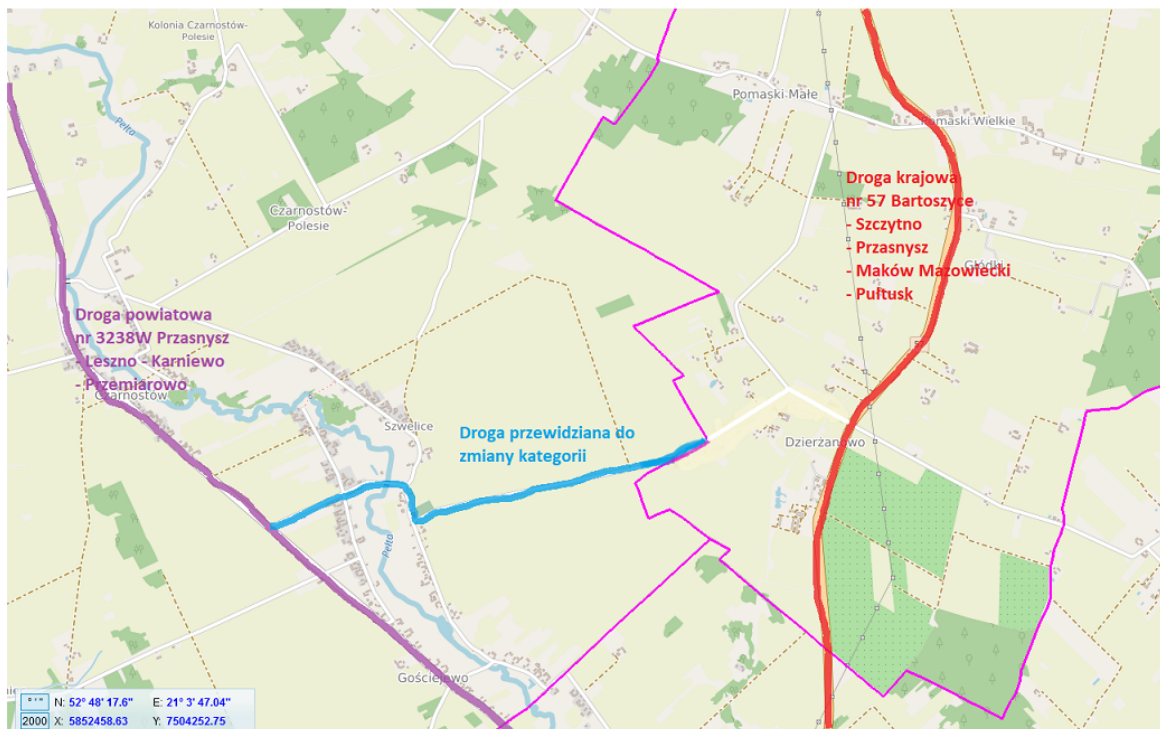 Kolonia Czarnostów-
Polesie
Pełta
Pomaski Małe
Pomaski Wielkie
Droga krajowa
nr 57 Bartoszyce
- Szczytno
- Przasnysz
- Maków Mazowiecki
- Pułtusk
Czarnostów-
Polesie
Głódki
Droga powiatowa
nr 3238W Przasnysz
- Leszno - Karniewo
- Przemiarowo
Czarnostów
57
Szwelice
Droga przewidziana do
zmiany kategorii
Dzierżanowo
Pełta
Gościejewo
° ' " N: 52° 48' 17.6" E: 21° 3' 47.04"
2000 X: 5852458.63 Y: 7504252.75